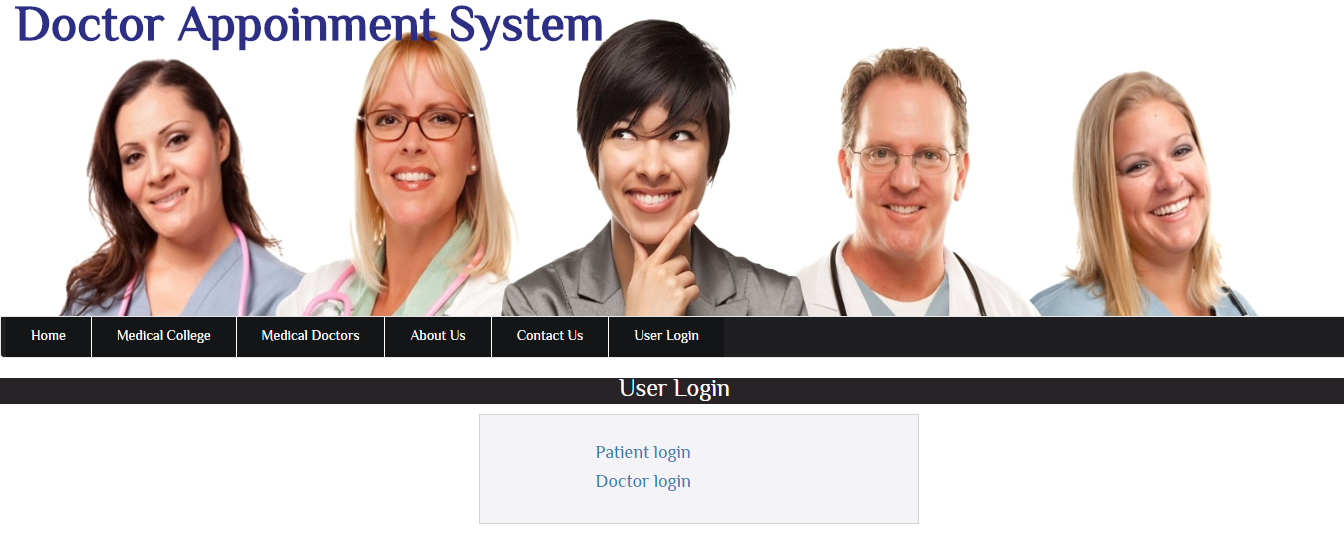 Doctor Appoinment System
Home Medical College Medical Doctors About Us Contact Us User Login
User Login
Patient login
Doctor login